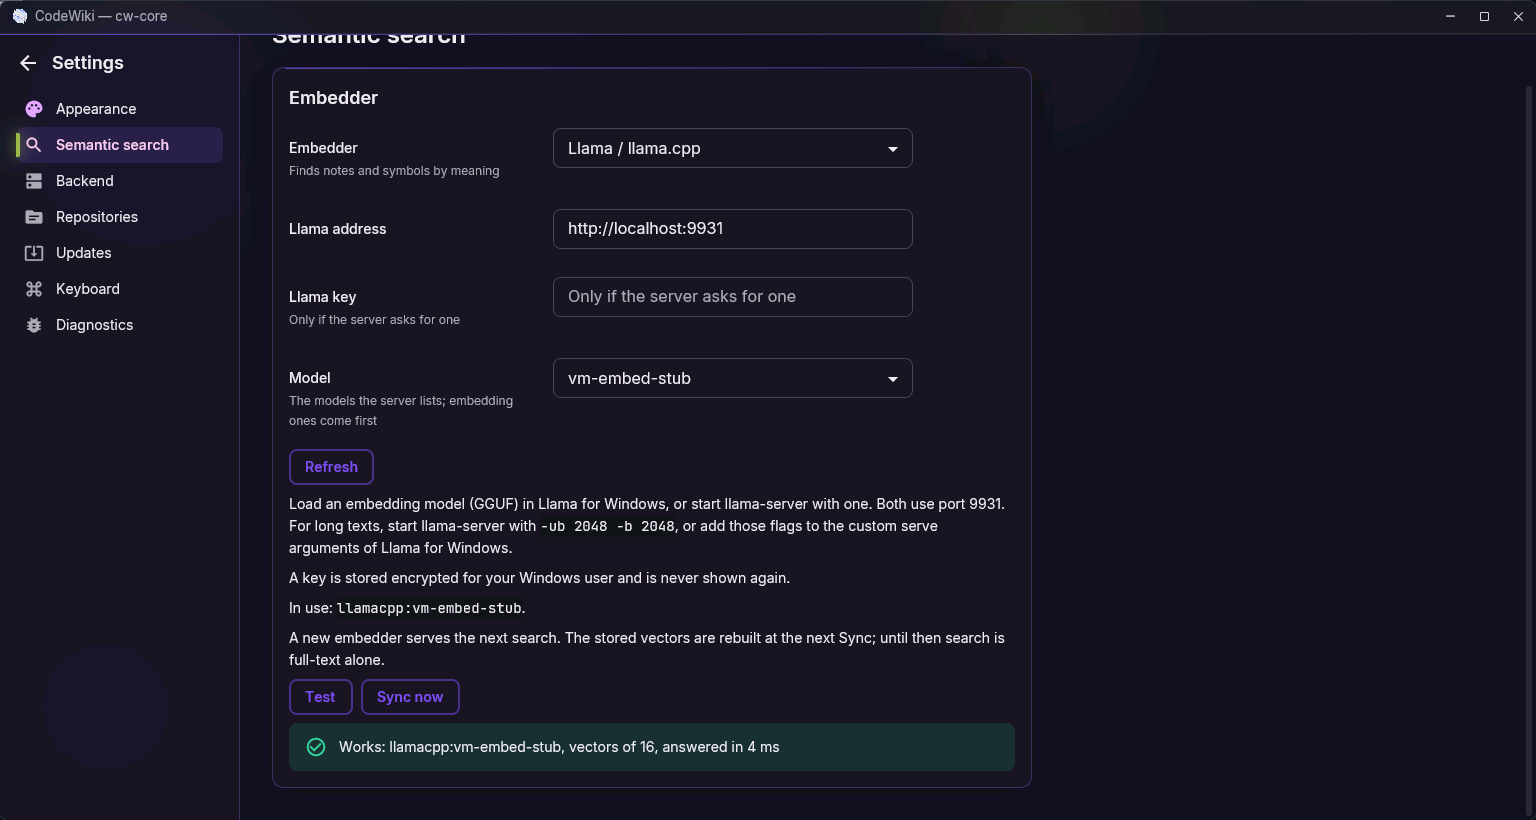 CodeWiki — cw-core
Settings
Appearance
Semantic search
Backend
Repositories
Updates
Keyboard
Diagnostics
Semantic search
Embedder
Embedder
Llama / llama.cpp
Finds notes and symbols by meaning
Llama address
http://localhost:9931
Llama key
Only if the server asks for one
Only if the server asks for one
Model
vm-embed-stub
The models the server lists; embedding
ones come first
Refresh
Load an embedding model (GGUF) in Llama for Windows, or start llama-server with one. Both use port 9931.
For long texts, start llama-server with -ub 2048 -b 2048, or add those flags to the custom serve
arguments of Llama for Windows.
A key is stored encrypted for your Windows user and is never shown again.
In use: llamacpp:vm-embed-stub.
A new embedder serves the next search. The stored vectors are rebuilt at the next Sync; until then search is
full-text alone.
Test
Sync now
Works: llamacpp:vm-embed-stub, vectors of 16, answered in 4 ms